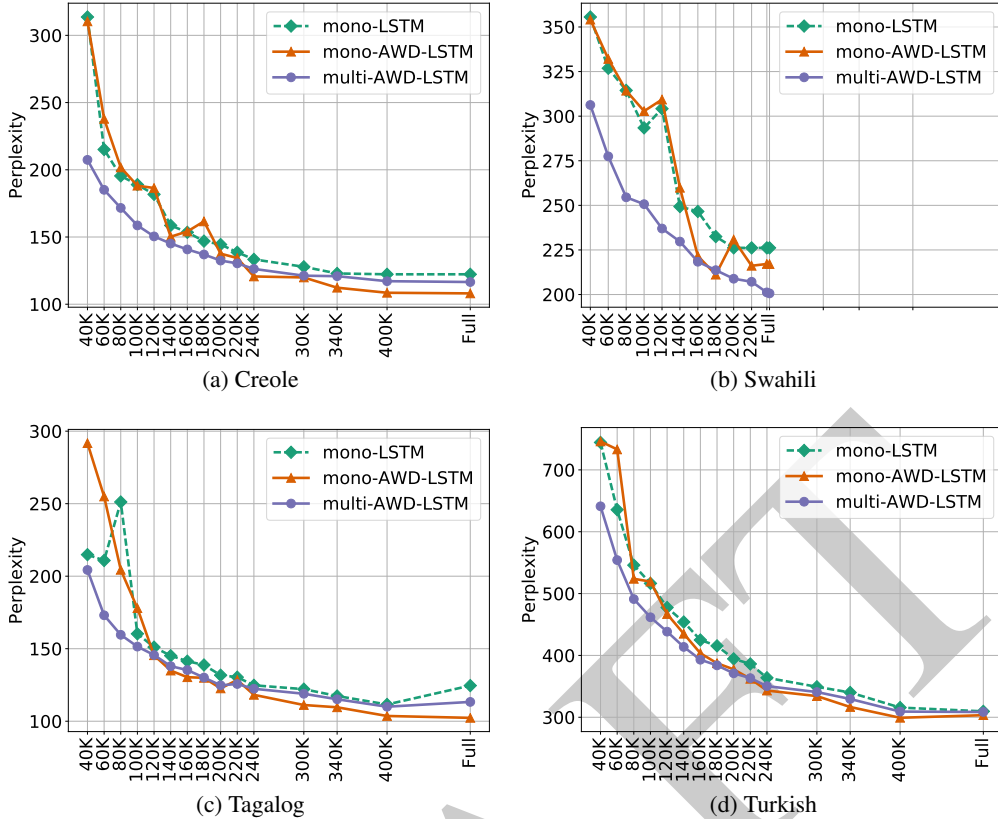 300
250
200
150
100
Perplexity
mono-LSTM
mono-AWD-LSTM
multi-AWD-LSTM
40K
60K
80K
100K
120K
140K
160K
180K
200K
220K
240K
300K
340K
400K
Full
(a) Creole
350
325
300
275
250
225
200
Perplexity
mono-LSTM
mono-AWD-LSTM
multi-AWD-LSTM
40K
60K
80K
100K
120K
140K
160K
180K
200K
220K
Full
(b) Swahili
300
250
200
150
100
Perplexity
mono-LSTM
mono-AWD-LSTM
multi-AWD-LSTM
40K
60K
80K
100K
120K
140K
160K
180K
200K
220K
240K
300K
340K
400K
Full
(c) Tagalog
700
600
500
400
300
Perplexity
mono-LSTM
mono-AWD-LSTM
multi-AWD-LSTM
40K
60K
80K
100K
120K
140K
160K
180K
200K
220K
240K
300K
340K
400K
Full
(d) Turkish